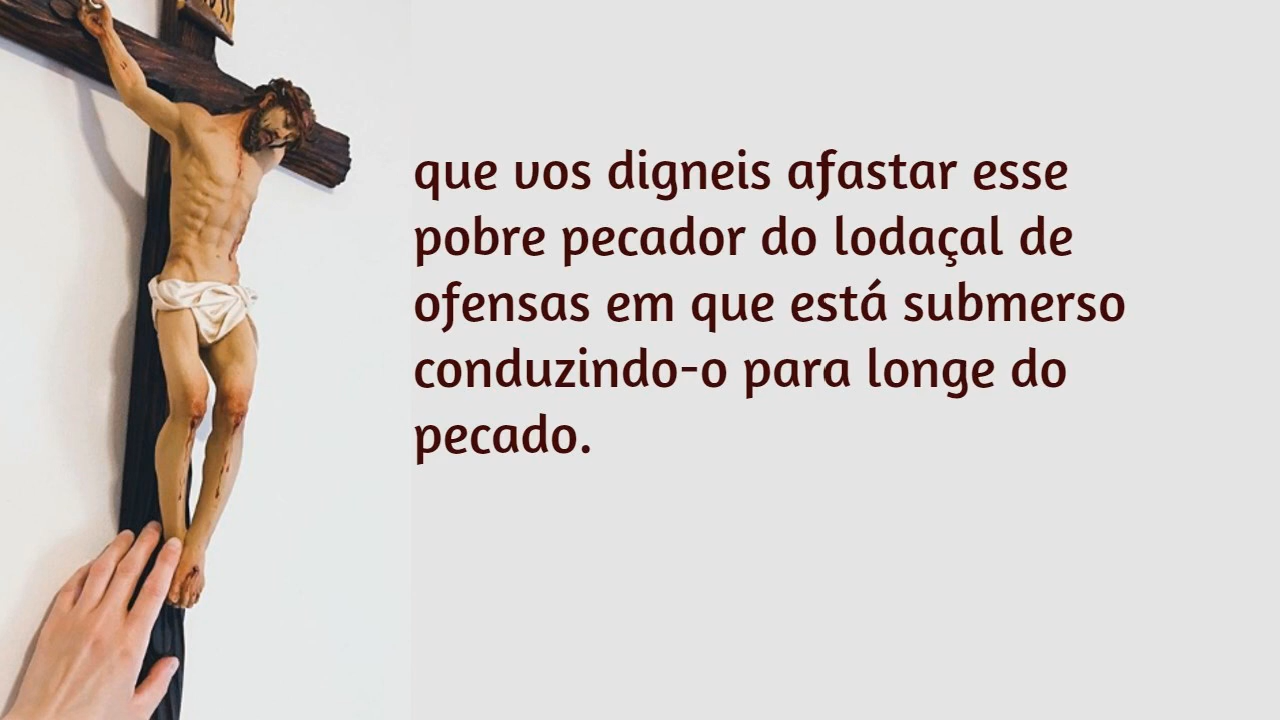 que vos digneis afastar esse
pobre pecador do lodaçal de
ofensas em que está submerso
conduzindo-o para longe do
pecado.